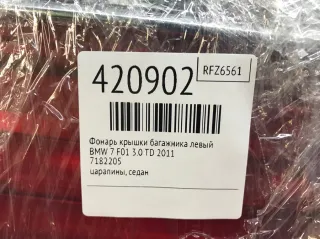 420902
RFZ6561
Фонарь крышки багажника левый
BMW 7 F01 3.0 TD 2011
7182205
царапины, седан